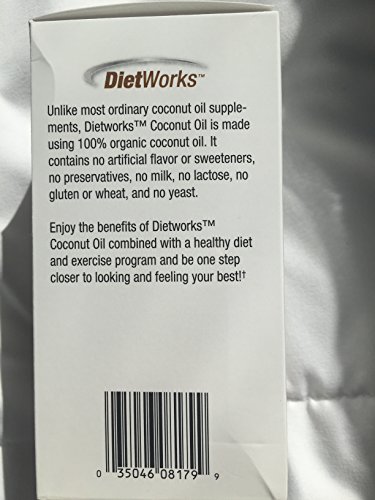 DietWorks™
Unlike most ordinary coconut oil supple-
ments, Dietworks™ Coconut Oil is made
using 100% organic coconut oil. It
contains no artificial flavor or sweeteners,
no preservatives, no milk, no lactose, no
gluten or wheat, and no yeast.
Enjoy the benefits of Dietworks™
Coconut Oil combined with a healthy diet
and exercise program and be one step
closer to looking and feeling your best!†
0 35046 08179 9